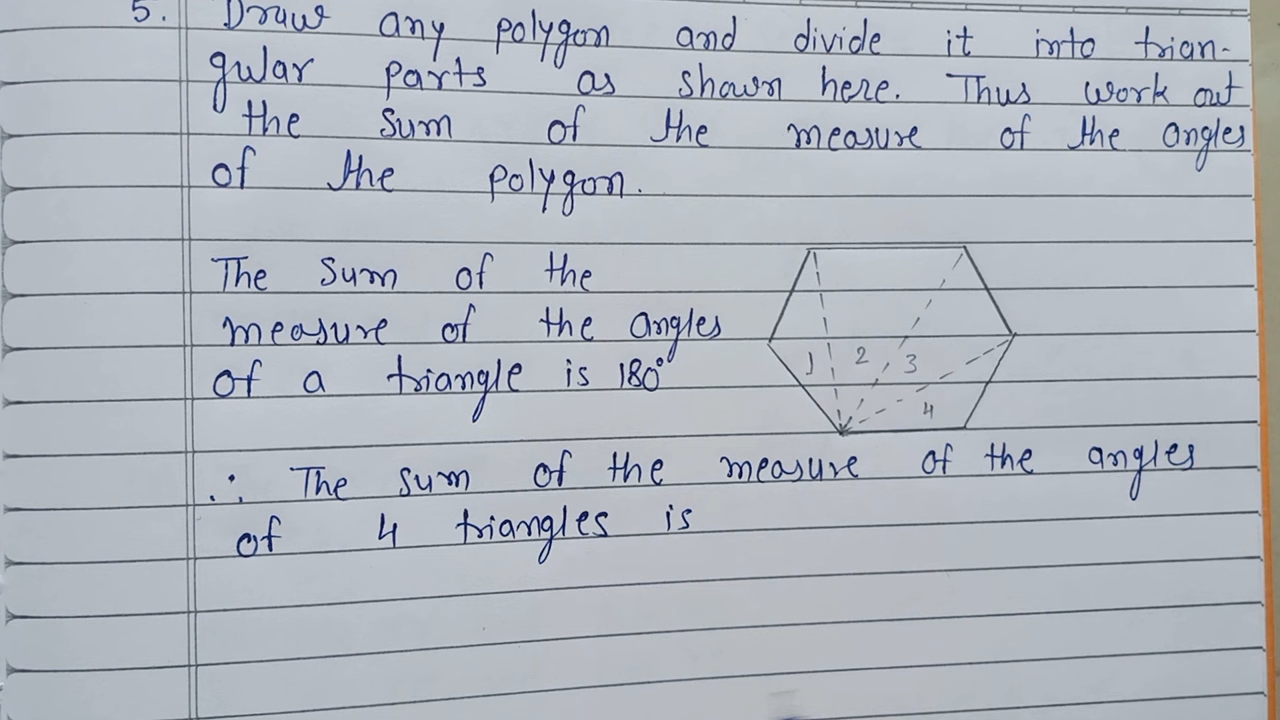 5. Draw any polygon and divide it into trian-
gular parts as shown here. Thus work out
the sum of the measure of the angles
of the polygon.
The sum of the
measure of the angles
of a triangle is 180°
1 2 3
4
∴ The sum of the measure of the angles
of 4 triangles is